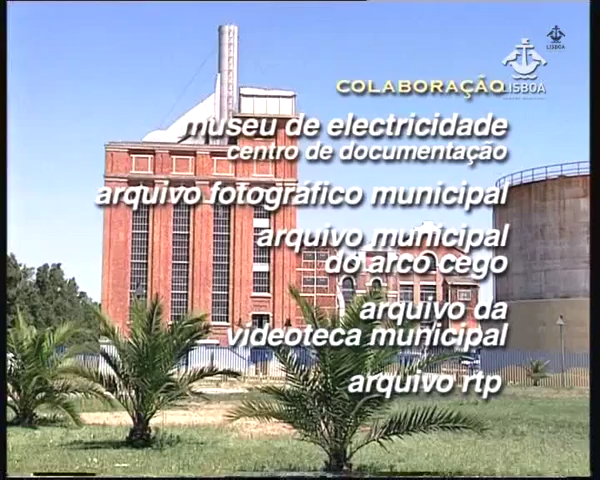 COLABORAÇÃO
LISBOA
LISBOA
museu de electricidade
centro de documentação
arquivo fotográfico municipal
arquivo municipal
do arco cego
arquivo da
videoteca municipal
arquivo rtp